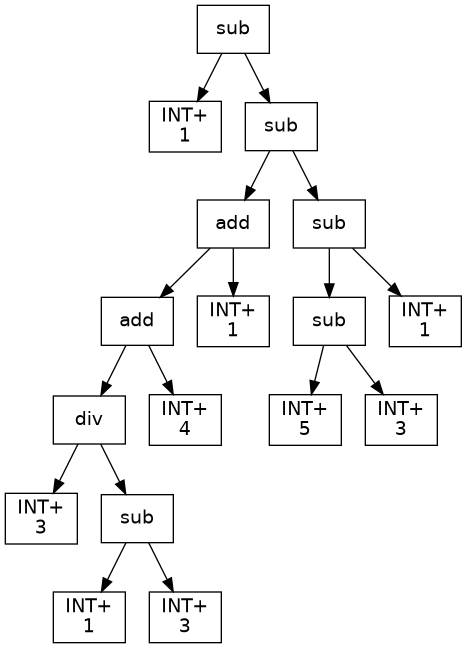 sub
INT+
1
sub
add
sub
add
INT+
1
sub
INT+
1
div
INT+
4
INT+
5
INT+
3
INT+
3
sub
INT+
1
INT+
3